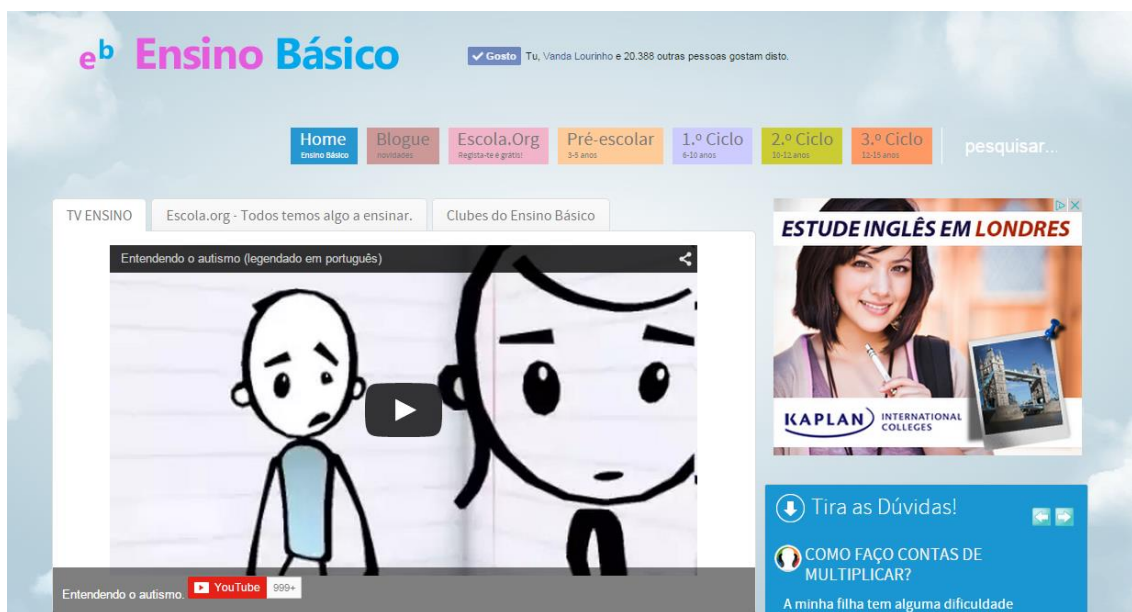 eb Ensino Básico
Gosto Tu, Vanda Lourinho e 20.388 outras pessoas gostam disto.
Home
Ensino Básico
Blogue
novidades
Escola.Org
Regista-te é grátis!
Pré-escolar
3-5 anos
1.º Ciclo
6-10 anos
2.º Ciclo
10-12 anos
3.º Ciclo
12-15 anos
pesquisar...
TV ENSINO
Escola.org - Todos temos algo a ensinar.
Clubes do Ensino Básico
Entendendo o autismo (legendado em português)
Entendendo o autismo. YouTube 999+
ESTUDE INGLÊS EM LONDRES
KAPLAN INTERNATIONAL
COLLEGES
Tira as Dúvidas!
COMO FAÇO CONTAS DE
MULTIPLICAR?
A minha filha tem alguma dificuldade